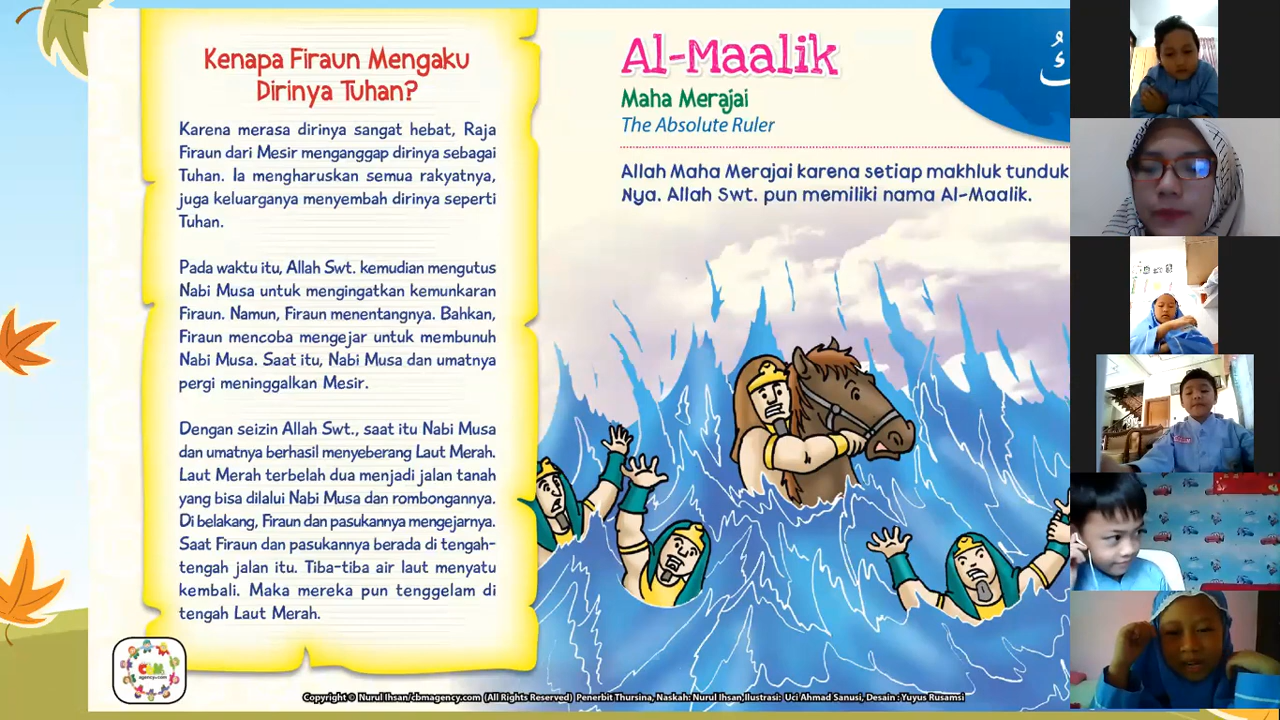 Kenapa Firaun Mengaku
Dirinya Tuhan?
Karena merasa dirinya sangat hebat, Raja
Firaun dari Mesir menganggap dirinya sebagai
Tuhan. Ia mengharuskan semua rakyatnya,
juga keluarganya menyembah dirinya seperti
Tuhan.
Pada waktu itu, Allah Swt. kemudian mengutus
Nabi Musa untuk mengingatkan kemunkaran
Firaun. Namun, Firaun menentangnya. Bahkan,
Firaun mencoba mengejar untuk membunuh
Nabi Musa. Saat itu, Nabi Musa dan umatnya
pergi meninggalkan Mesir.
Dengan seizin Allah Swt., saat itu Nabi Musa
dan umatnya berhasil menyeberang Laut Merah.
Laut Merah terbelah dua menjadi jalan tanah
yang bisa dilalui Nabi Musa dan rombongannya.
Di belakang, Firaun dan pasukannya mengejarnya.
Saat Firaun dan pasukannya berada di tengah-
tengah jalan itu. Tiba-tiba air laut menyatu
kembali. Maka mereka pun tenggelam di
tengah Laut Merah.
Al-Maalik
Maha Merajai
The Absolute Ruler
Allah Maha Merajai karena setiap makhluk tunduk
Nya. Allah Swt. pun memiliki nama Al-Maalik.
CBM
agency.com
Copyright © Nurul Ihsan/cbmagency.com (All Rights Reserved) Penerbit Thursina, Naskah: Nurul Ihsan,Ilustrasi: Uci Ahmad Sanusi, Desain : Yuyus Rusamsi